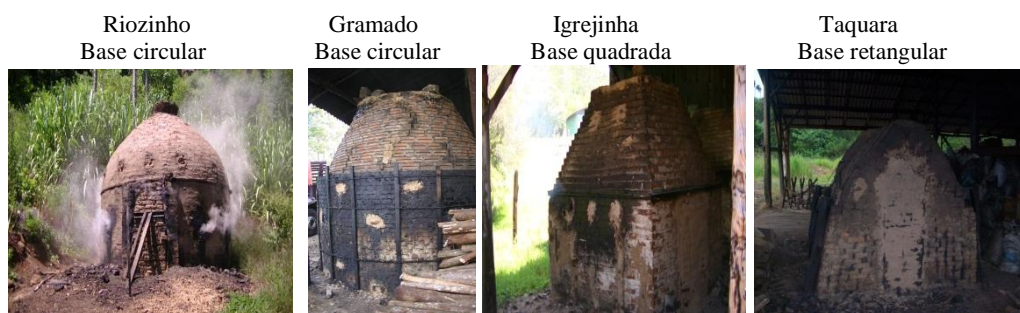 Riozinho
Base circular
Gramado
Base circular
Igrejinha
Base quadrada
Taquara
Base retangular